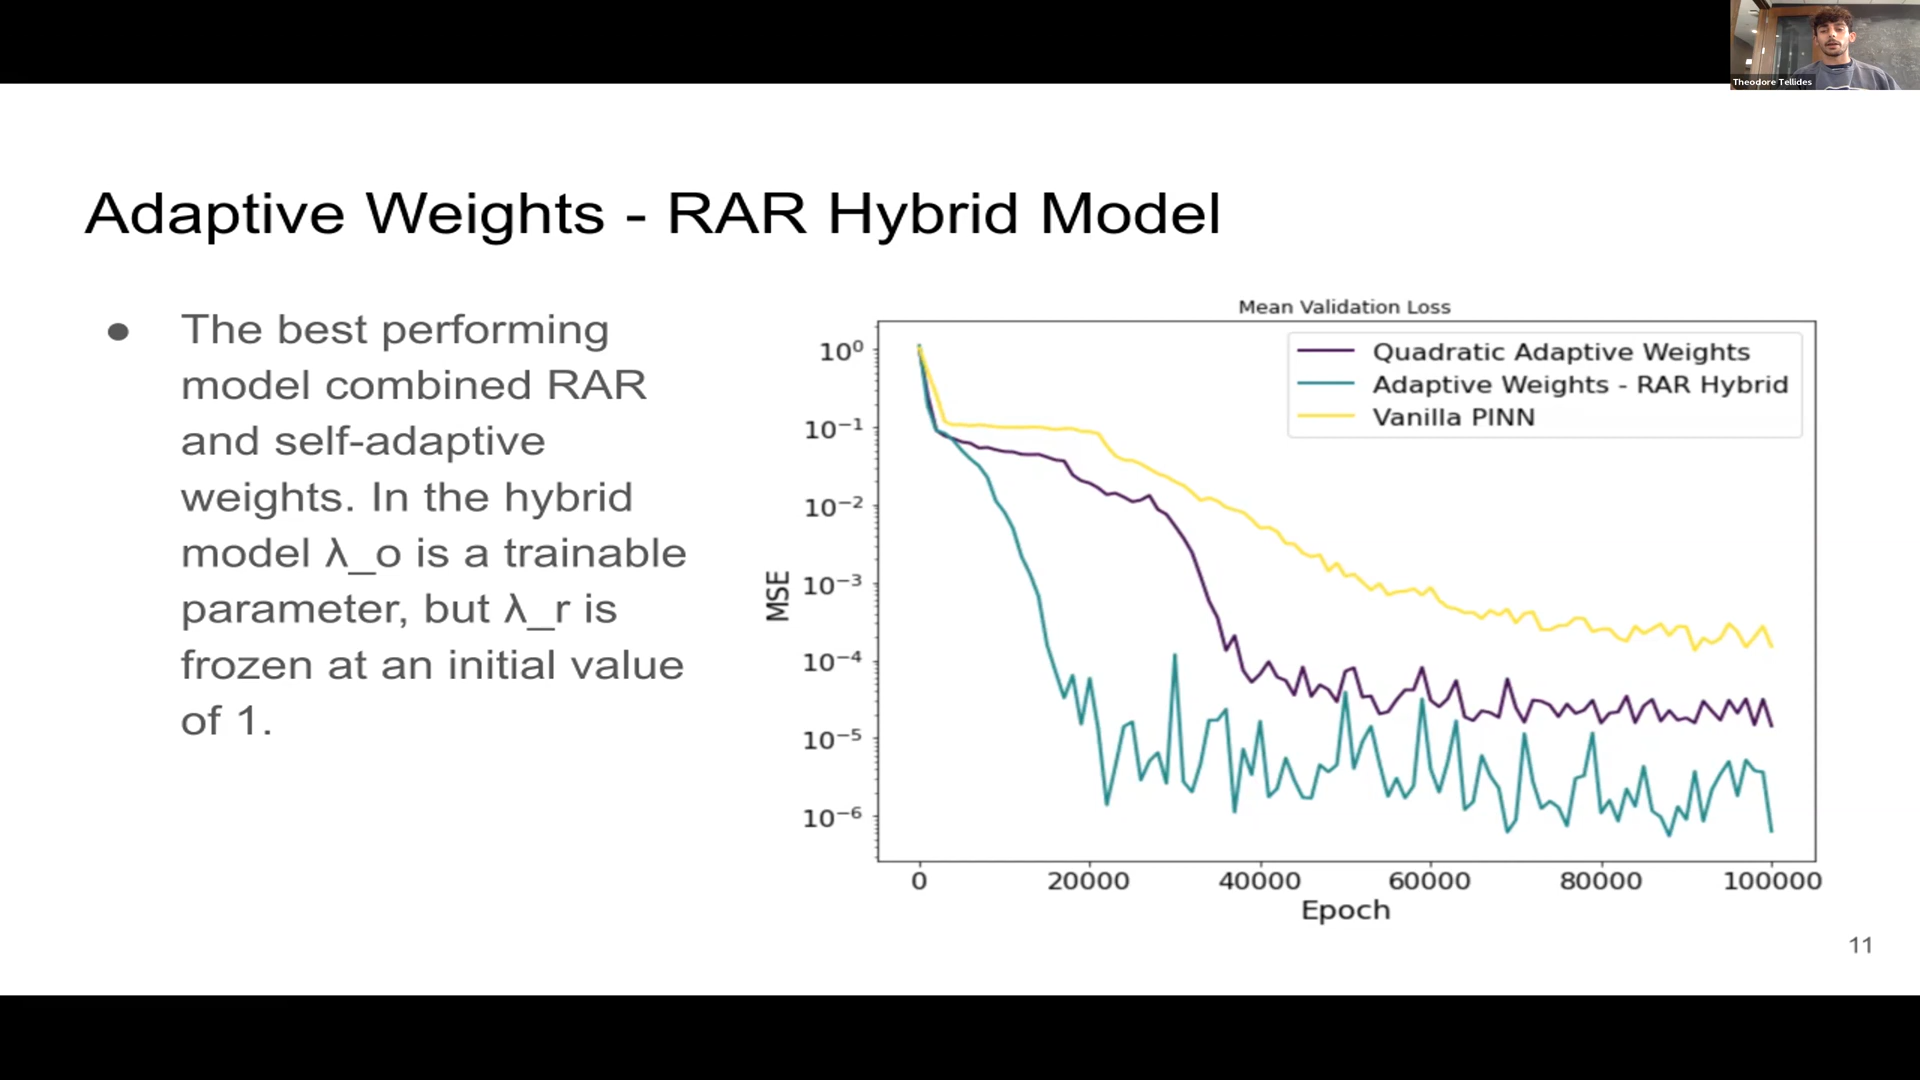 Theodore Tellides
Adaptive Weights - RAR Hybrid Model
● The best performing
model combined RAR
and self-adaptive
weights. In the hybrid
model λ_o is a trainable
parameter, but λ_r is
frozen at an initial value
of 1.
Mean Validation Loss
Quadratic Adaptive Weights
Adaptive Weights - RAR Hybrid
Vanilla PINN
MSE
10⁰
10⁻¹
10⁻²
10⁻³
10⁻⁴
10⁻⁵
10⁻⁶
0 20000 40000 60000 80000 100000
Epoch
11